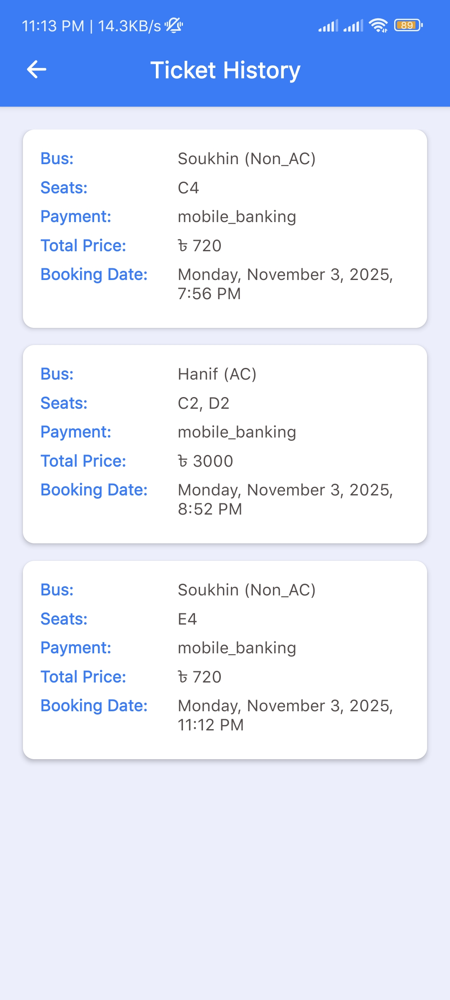 11:13 PM | 14.3KB/s
89
Ticket History
Bus: Soukhin (Non_AC)
Seats: C4
Payment: mobile_banking
Total Price: ৳ 720
Booking Date: Monday, November 3, 2025,
7:56 PM
Bus: Hanif (AC)
Seats: C2, D2
Payment: mobile_banking
Total Price: ৳ 3000
Booking Date: Monday, November 3, 2025,
8:52 PM
Bus: Soukhin (Non_AC)
Seats: E4
Payment: mobile_banking
Total Price: ৳ 720
Booking Date: Monday, November 3, 2025,
11:12 PM